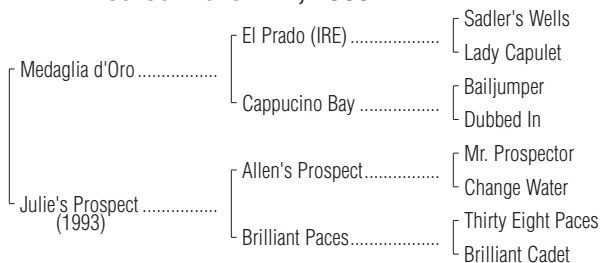 Sadler's Wells
El Prado (IRE) ...................
Lady Capulet
Medaglia d'Oro .................
Bailjumper
Cappucino Bay .................
Dubbed In
Mr. Prospector
Allen's Prospect................
Change Water
Julie's Prospect ................
(1993)
Thirty Eight Paces
Brilliant Paces...................
Brilliant Cadet